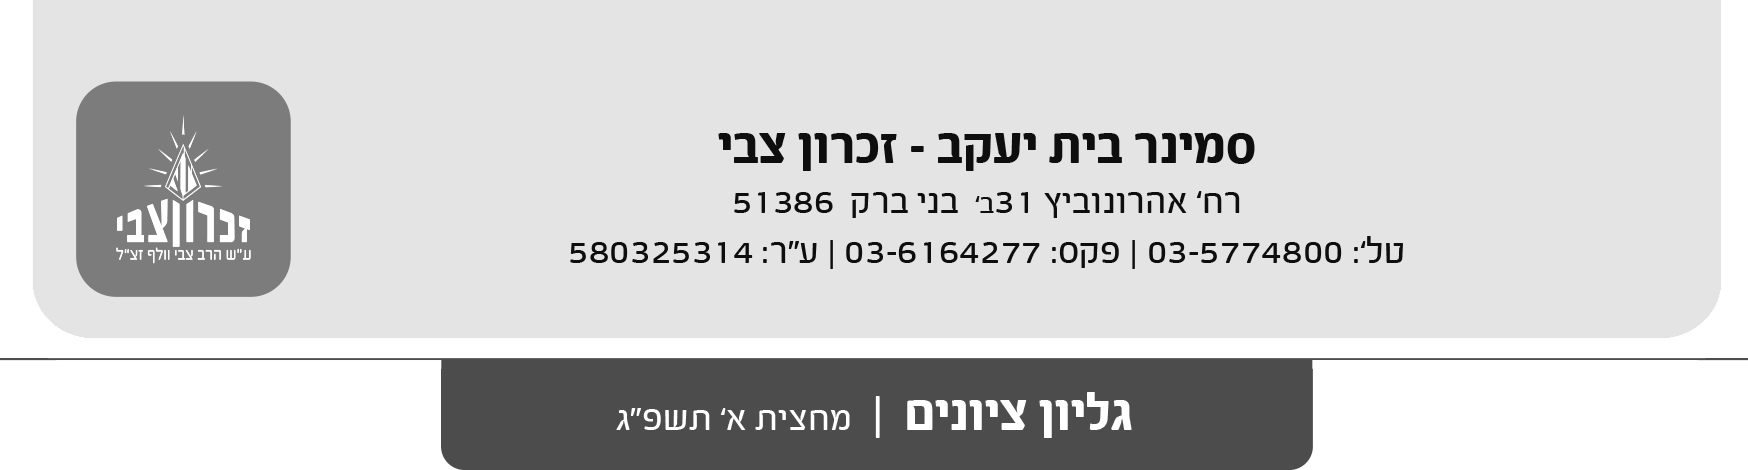 סמינר בית יעקב - זכרון צבי
רח' אהרונוביץ 31ב' בני ברק 51386
טל': 03-5774800 | פקס: 03-6164277 | ע"ר: 580325314
זכרון צבי
ע"ש הרב צבי וולף זצ"ל
גליון ציונים | מחצית א' תשפ"ג